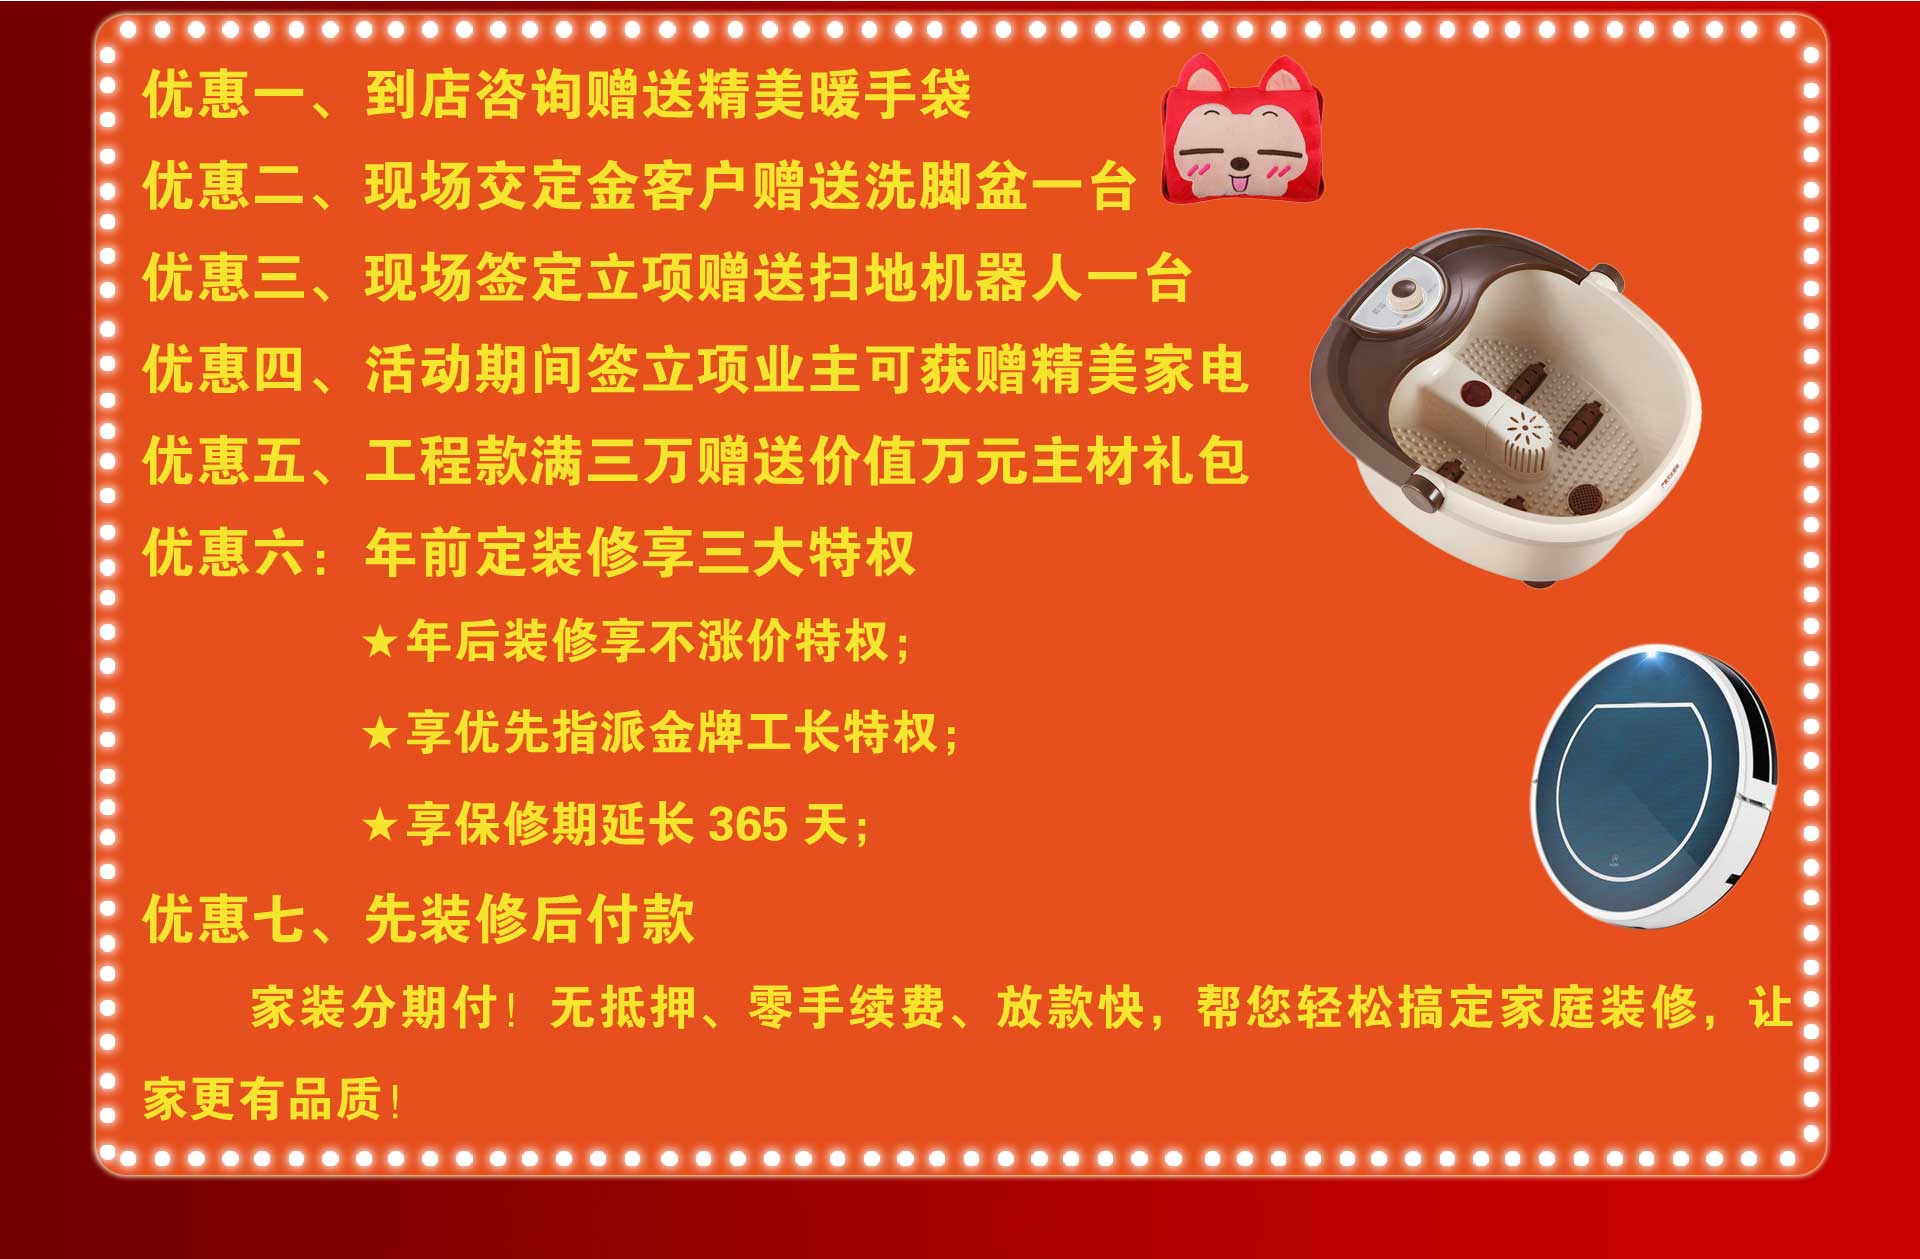 优惠一、到店咨询赠送精美暖手袋
优惠二、现场交定金客户赠送洗脚盆一台
优惠三、现场签定立项赠送扫地机器人一台
优惠四、活动期间签立项业主可获赠精美家电
优惠五、工程款满三万赠送价值万元主材礼包
优惠六：年前定装修享三大特权
★年后装修享不涨价特权；
★享优先指派金牌工长特权；
★享保修期延长 365 天；
优惠七、先装修后付款
家装分期付！无抵押、零手续费、放款快，帮您轻松搞定家庭装修，让
家更有品质！